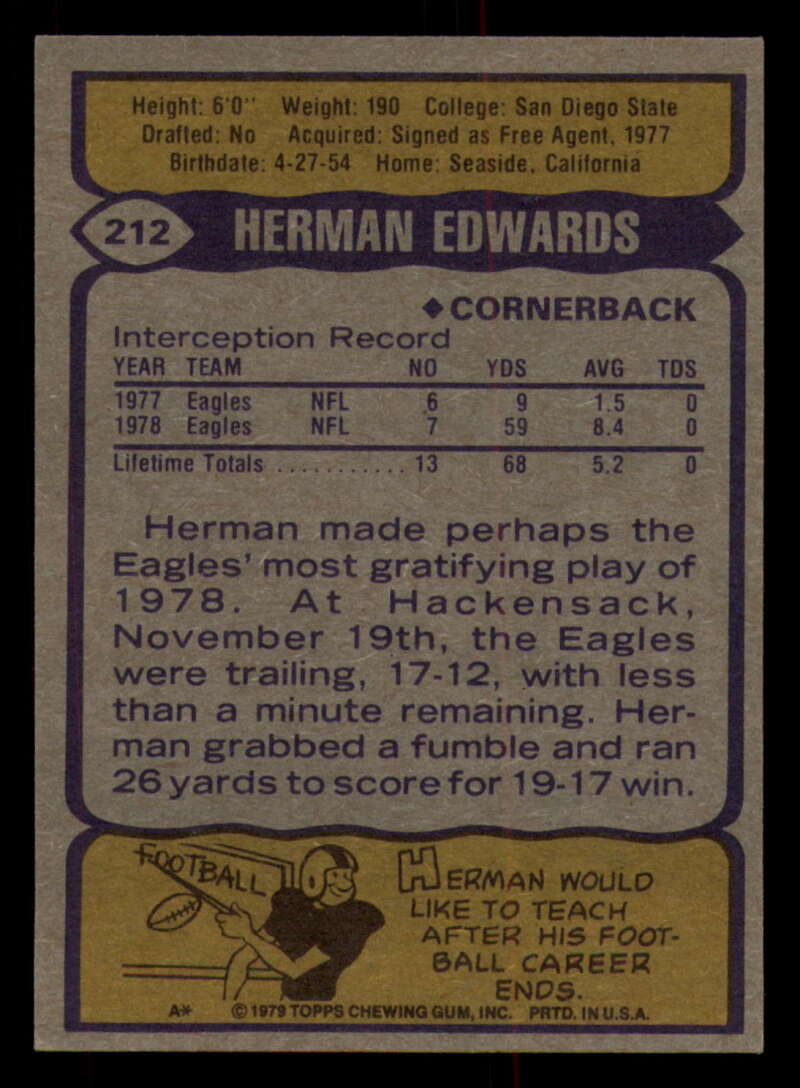 Height: 6'0" Weight: 190 College: San Diego State
Drafted: No Acquired: Signed as Free Agent, 1977
Birthdate: 4-27-54 Home: Seaside, California
212 HERMAN EDWARDS
♦CORNERBACK
Interception Record
YEAR TEAM NO YDS AVG TDS
1977 Eagles NFL 6 9 1.5 0
1978 Eagles NFL 7 59 8.4 0
Lifetime Totals ........... 13 68 5.2 0
Herman made perhaps the
Eagles' most gratifying play of
1978. At Hackensack,
November 19th, the Eagles
were trailing, 17-12, with less
than a minute remaining. Her-
man grabbed a fumble and ran
26 yards to score for 19-17 win.
FOOTBALL
HERMAN WOULD
LIKE TO TEACH
AFTER HIS FOOT-
BALL CAREER
ENDS.
A* © 1979 TOPPS CHEWING GUM, INC. PRTD. IN U.S.A.